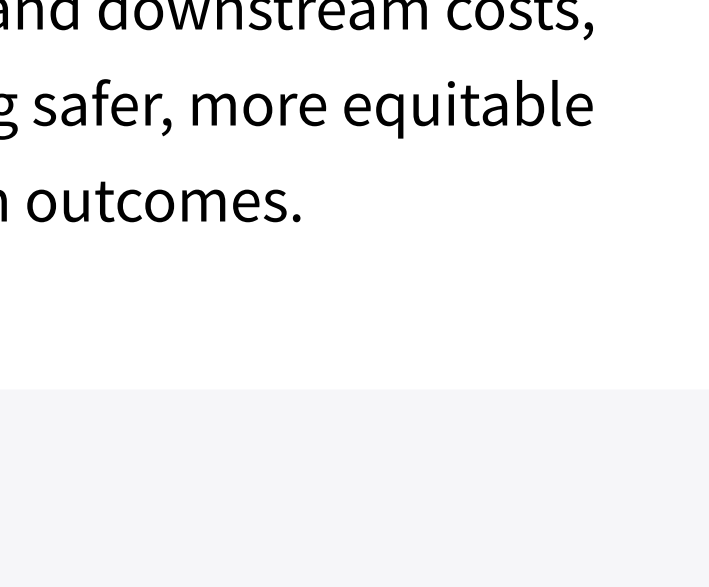 and downstream costs,
safer, more equitable
outcomes.